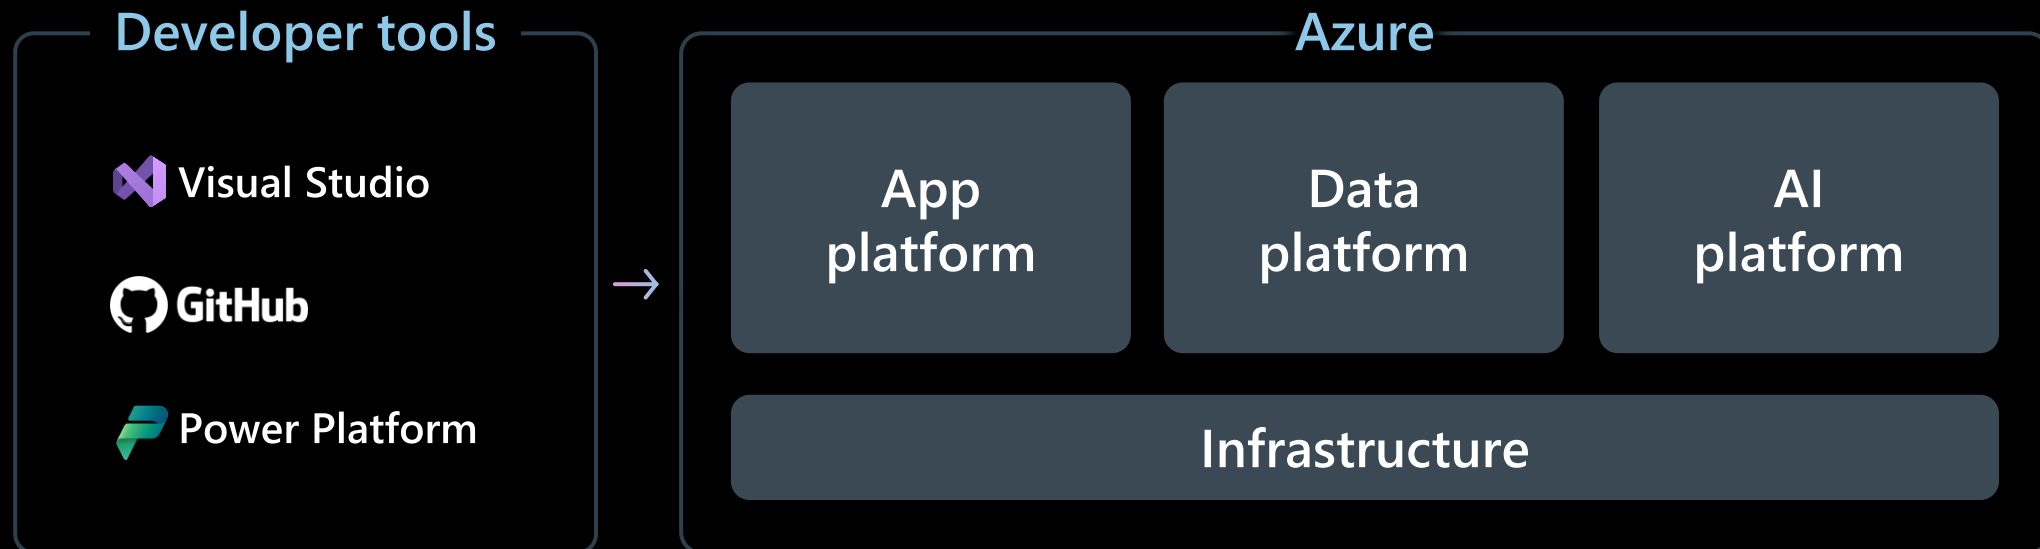 Developer tools
Visual Studio
GitHub
Power Platform
Azure
App
platform
Data
platform
AI
platform
Infrastructure